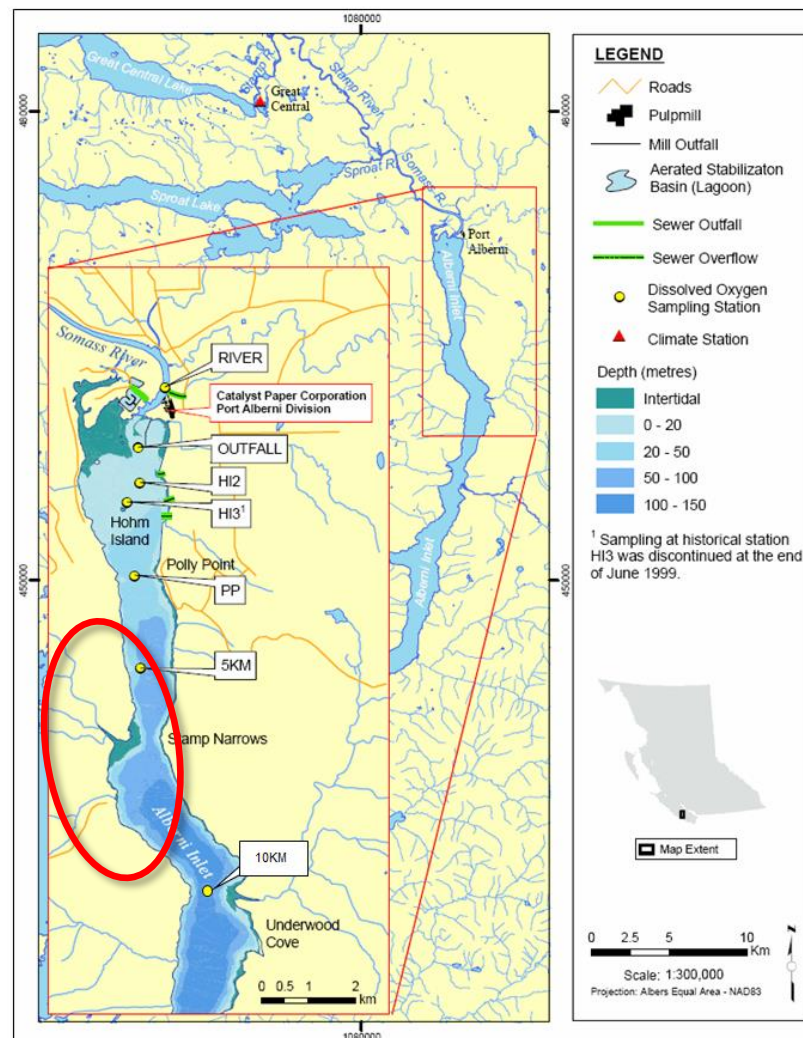 1080000
Great Central Lake
Stamp R.
Great
Central
Stamp River
480000
480000
Sproat Lake
Sproat R.
Somass R.
Port
Alberni
Alberni Inlet
Somass River
RIVER
Catalyst Paper Corporation
Port Alberni Division
OUTFALL
HI2
HI3¹
Hohm
Island
Polly Point
PP
450000
450000
Alberni Inlet
5KM
Stamp Narrows
Alberni Inlet
10KM
Underwood
Cove
0 0.5 1 2
km
1080000
LEGEND
Roads
Pulpmill
Mill Outfall
Aerated Stabilizaton
Basin (Lagoon)
Sewer Outfall
Sewer Overflow
Dissolved Oxygen
Sampling Station
Climate Station
Depth (metres)
Intertidal
0 - 20
20 - 50
50 - 100
100 - 150
¹ Sampling at historical station
HI3 was discontinued at the end
of June 1999.
Map Extent
N
0 2.5 5 10
Km
Scale: 1:300,000
Projection: Albers Equal Area - NAD83